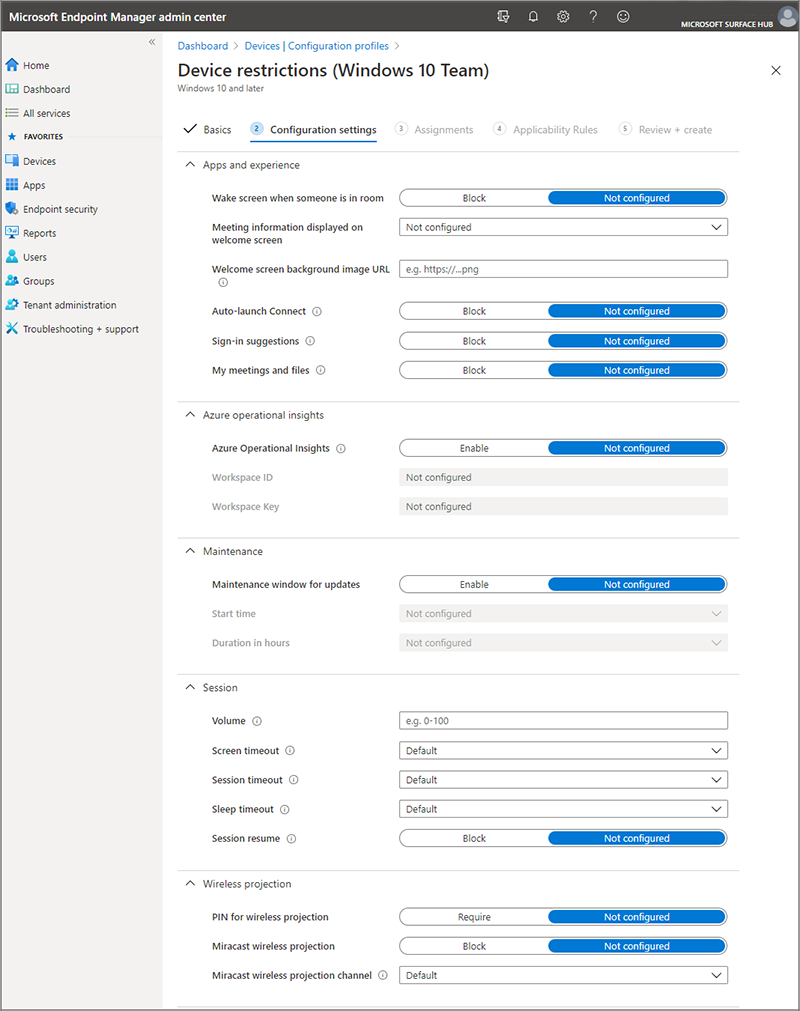 Microsoft Endpoint Manager admin center
MICROSOFT SURFACE HUB
Home
Dashboard
All services
FAVORITES
Devices
Apps
Endpoint security
Reports
Users
Groups
Tenant administration
Troubleshooting + support
Dashboard > Devices | Configuration profiles >
Device restrictions (Windows 10 Team)
Windows 10 and later
Basics 2 Configuration settings 3 Assignments 4 Applicability Rules 5 Review + create
Apps and experience
Wake screen when someone is in room Block Not configured
Meeting information displayed on
welcome screen
Not configured
Welcome screen background image URL e.g. https://...png
Auto-launch Connect Block Not configured
Sign-in suggestions Block Not configured
My meetings and files Block Not configured
Azure operational insights
Azure Operational Insights Enable Not configured
Workspace ID Not configured
Workspace Key Not configured
Maintenance
Maintenance window for updates Enable Not configured
Start time Not configured
Duration in hours Not configured
Session
Volume e.g. 0-100
Screen timeout Default
Session timeout Default
Sleep timeout Default
Session resume Block Not configured
Wireless projection
PIN for wireless projection Require Not configured
Miracast wireless projection Block Not configured
Miracast wireless projection channel Default